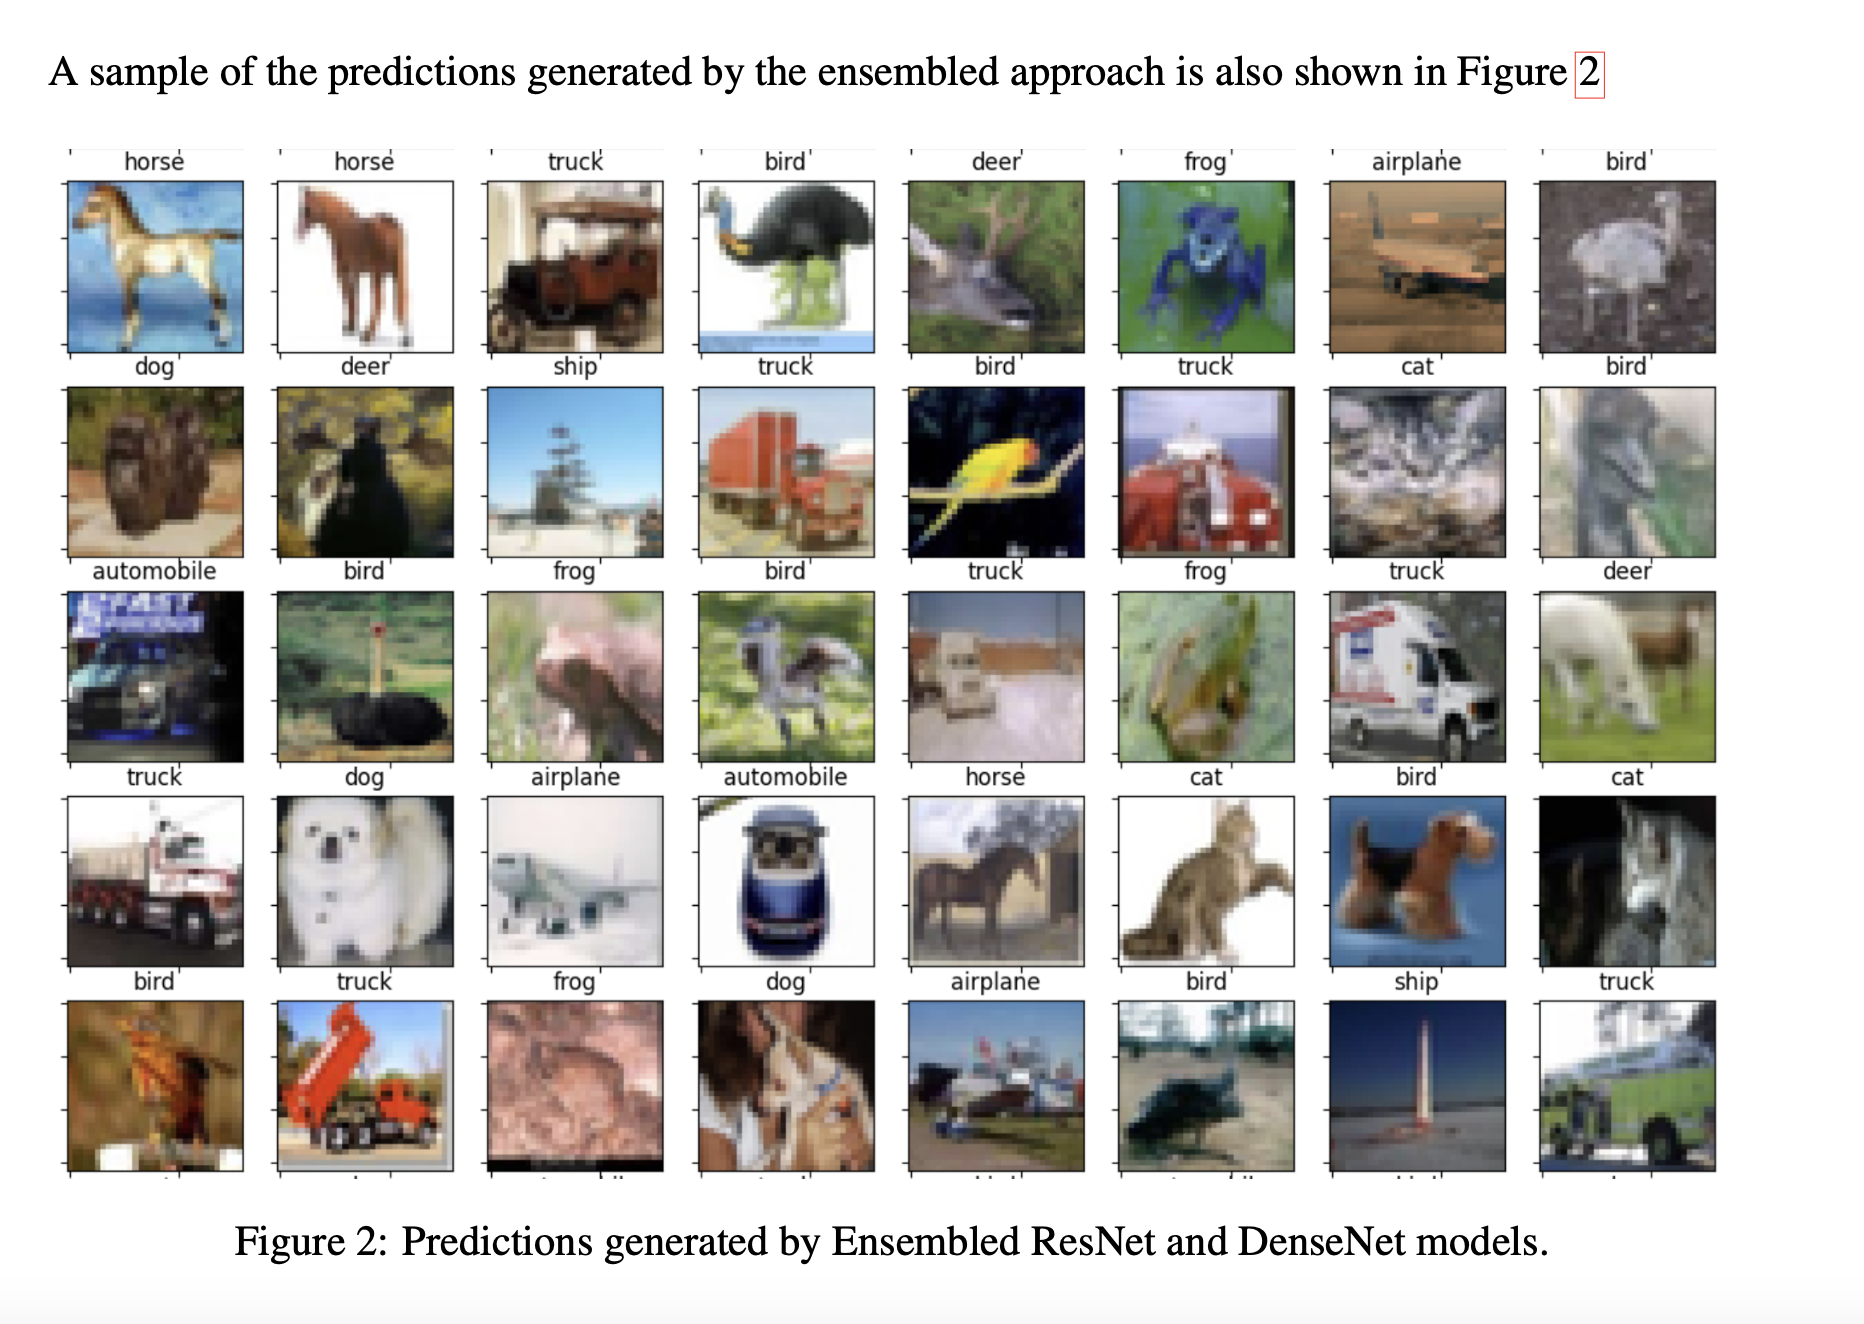 A sample of the predictions generated by the ensembled approach is also shown in Figure 2
horse horse truck bird deer frog airplane bird
dog deer ship truck bird truck cat bird
automobile bird frog bird truck frog truck deer
truck dog airplane automobile horse cat bird cat
bird truck frog dog airplane bird ship truck
Figure 2: Predictions generated by Ensembled ResNet and DenseNet models.